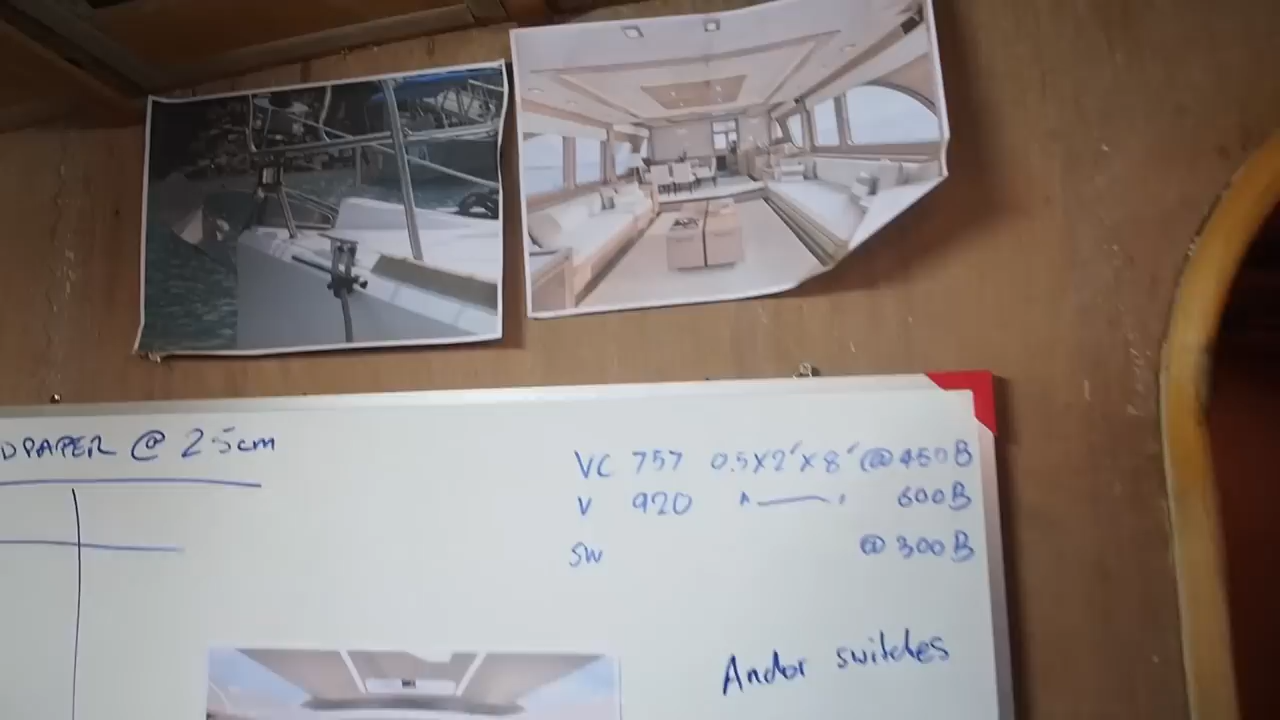 DPAPER @ 25cm
VC 757 0.5X2'X8' @ 450B
V 920 " —— " 600B
SW @ 300B
Andor switches